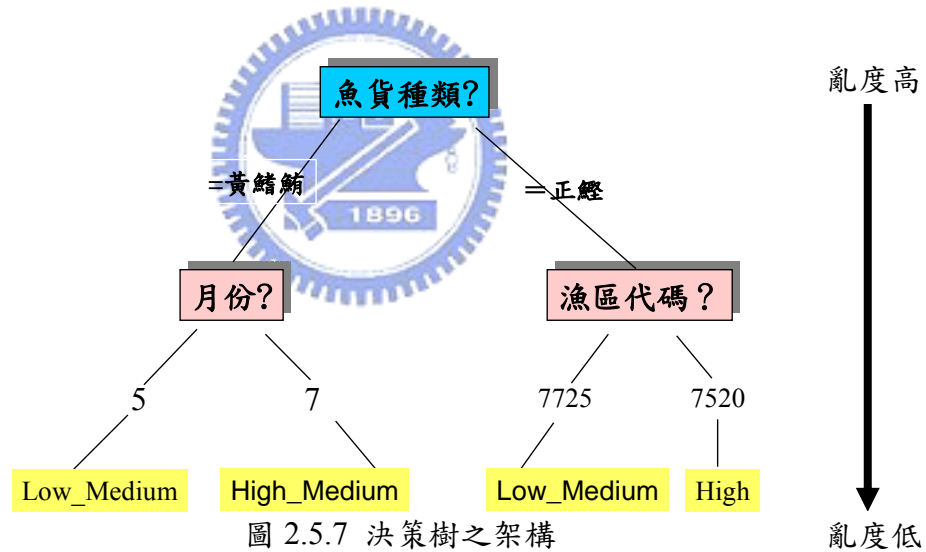 魚貨種類?
亂度高
=黃鰭鮪
＝正鰹
1896
月份?
漁區代碼？
5
7
7725
7520
Low_Medium
High_Medium
Low_Medium
High
圖 2.5.7 決策樹之架構
亂度低